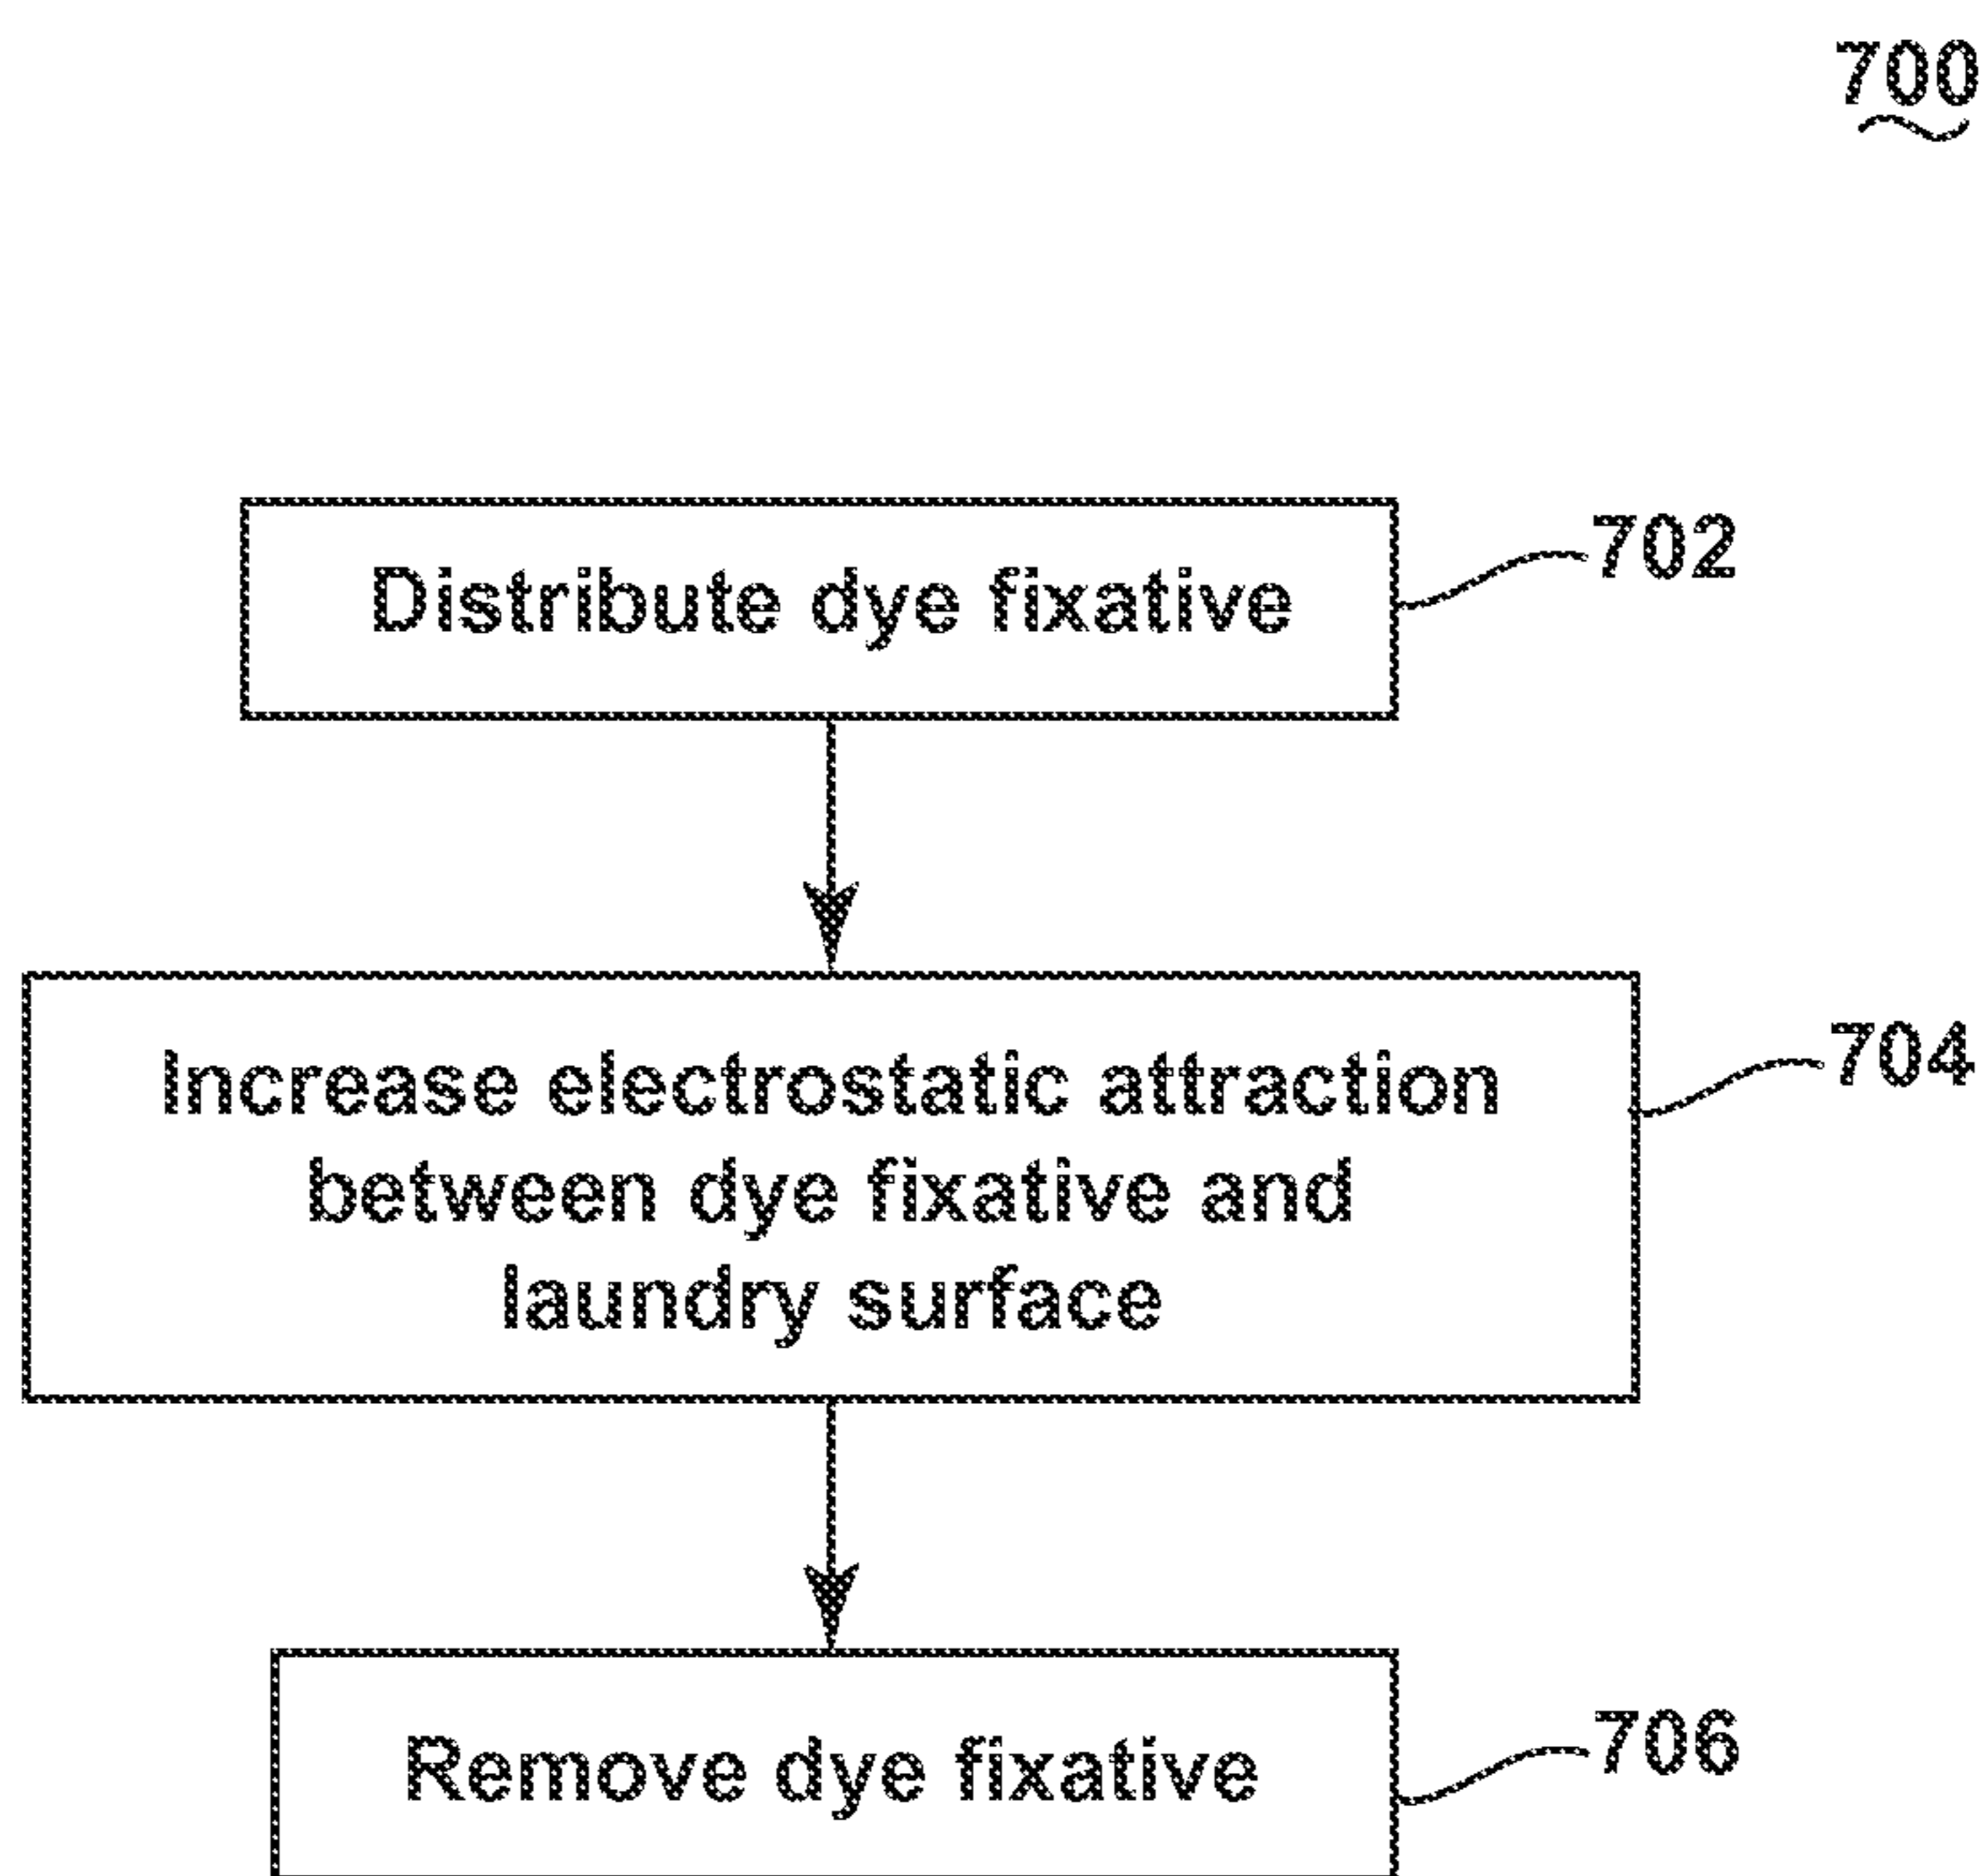 700
Distribute dye fixative
702
Increase electrostatic attraction
between dye fixative and
laundry surface
704
Remove dye fixative
706